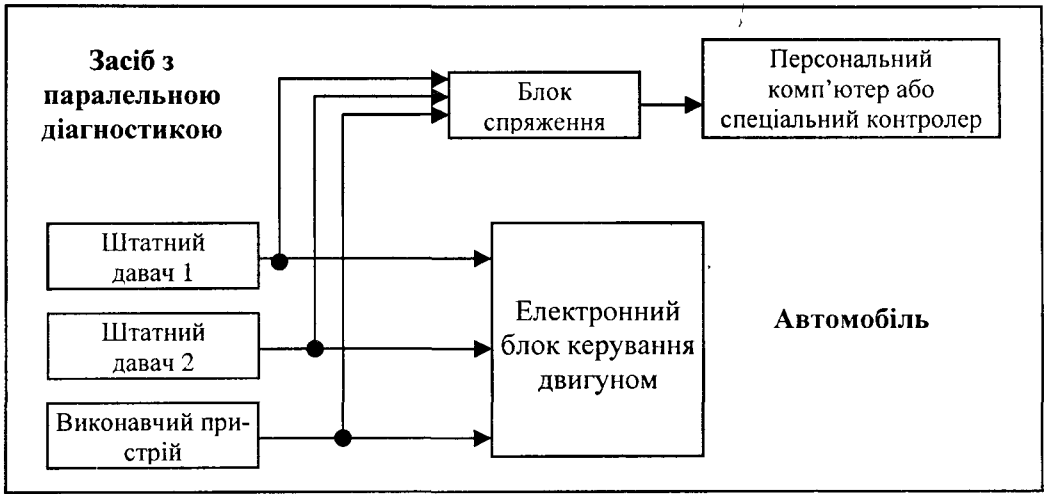 Засіб з
паралельною
діагностикою
Блок
спряження
Персональний
комп’ютер або
спеціальний контролер
Штатний
давач 1
Штатний
давач 2
Виконавчий при-
стрій
Електронний
блок керування
двигуном
Автомобіль